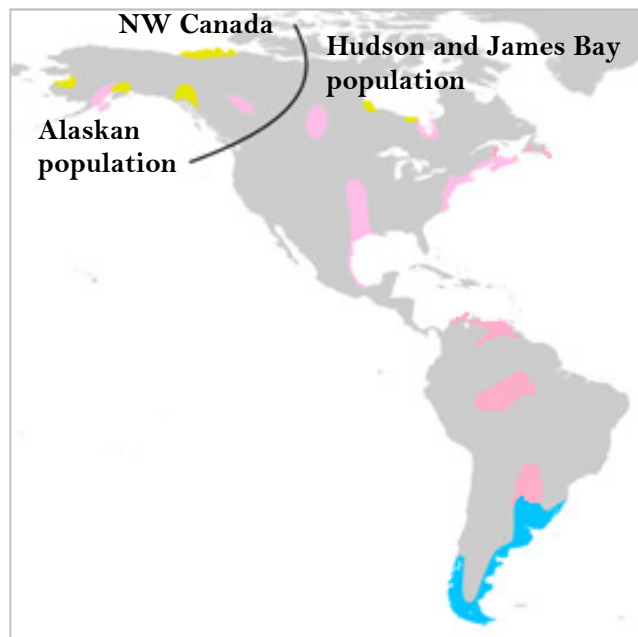 NW Canada
Hudson and James Bay
population
Alaskan
population